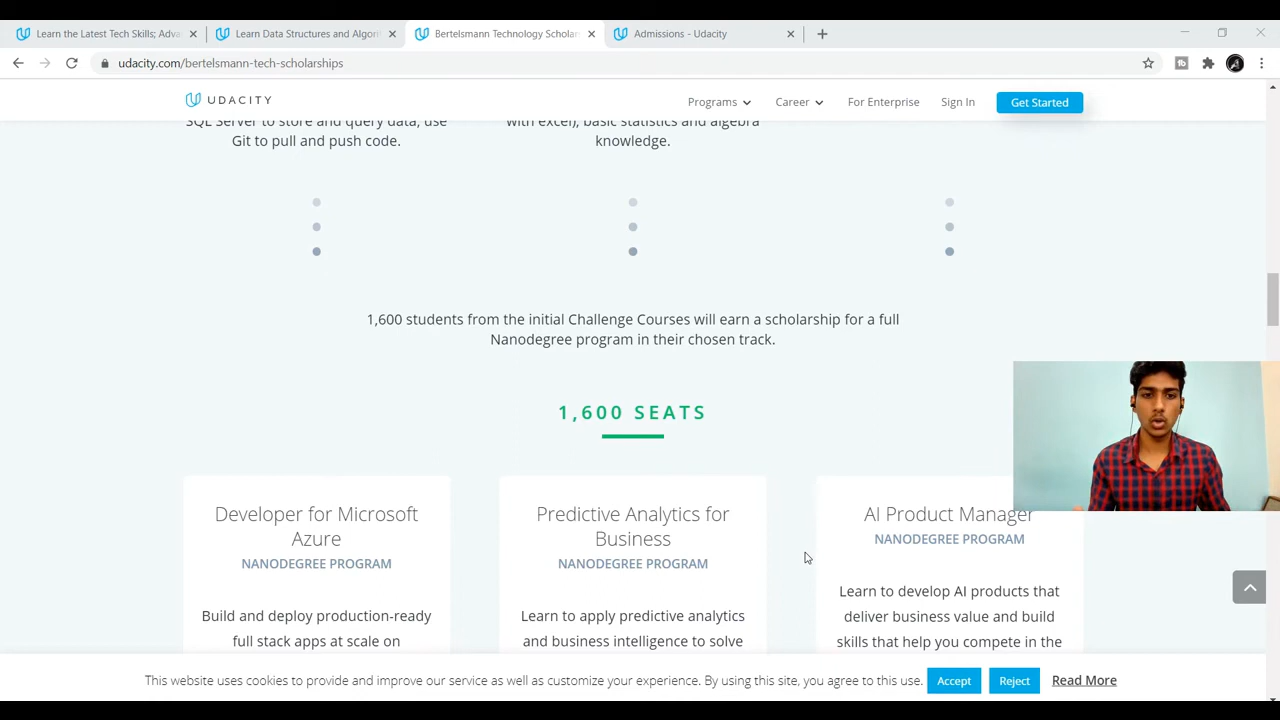 Learn the Latest Tech Skills; Adva
Learn Data Structures and Algori
Bertelsmann Technology Scholar
Admissions - Udacity
udacity.com/bertelsmann-tech-scholarships
UDACITY
Programs
Career
For Enterprise
Sign In
Get Started
SQL Server to store and query data, use
Git to pull and push code.
with excel), basic statistics and algebra
knowledge.
1,600 students from the initial Challenge Courses will earn a scholarship for a full
Nanodegree program in their chosen track.
1,600 SEATS
Developer for Microsoft
Azure
NANODEGREE PROGRAM
Build and deploy production-ready
full stack apps at scale on
Predictive Analytics for
Business
NANODEGREE PROGRAM
Learn to apply predictive analytics
and business intelligence to solve
AI Product Manager
NANODEGREE PROGRAM
Learn to develop AI products that
deliver business value and build
skills that help you compete in the
This website uses cookies to provide and improve our service as well as customize your experience. By using this site, you agree to this use.
Accept
Reject
Read More